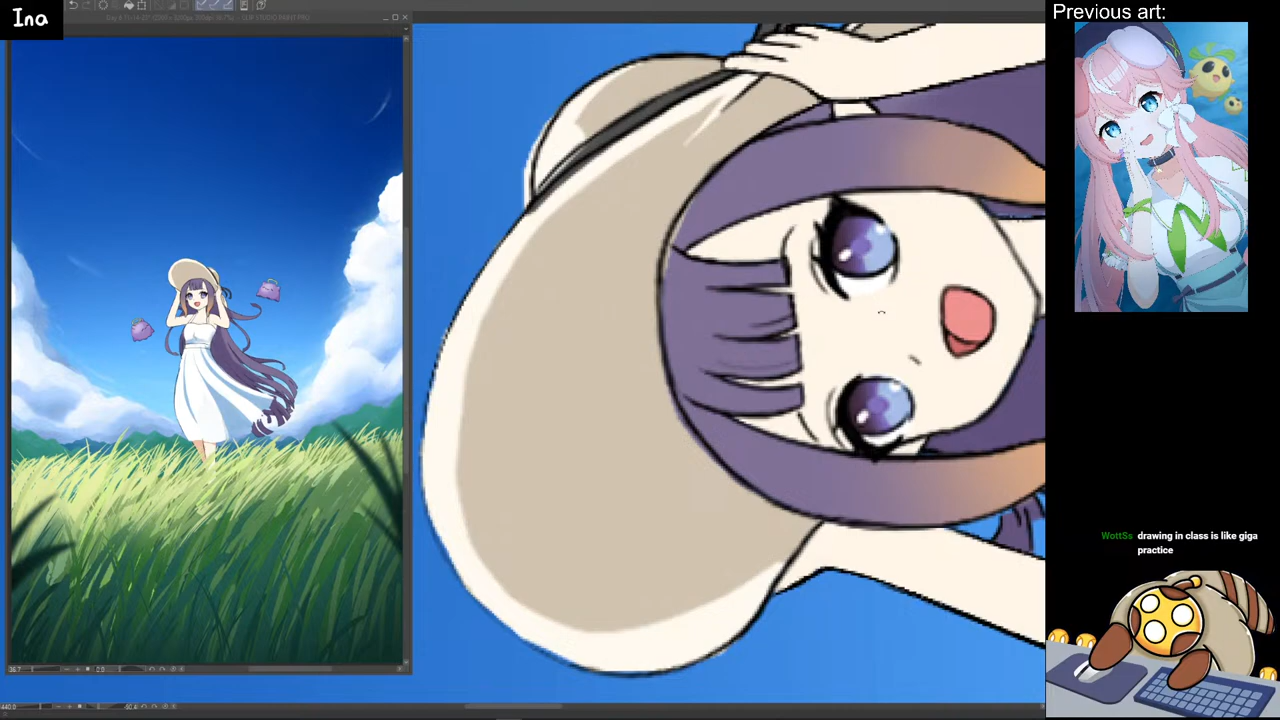 Ina
Previous art:
WottSs drawing in class is like giga
practice